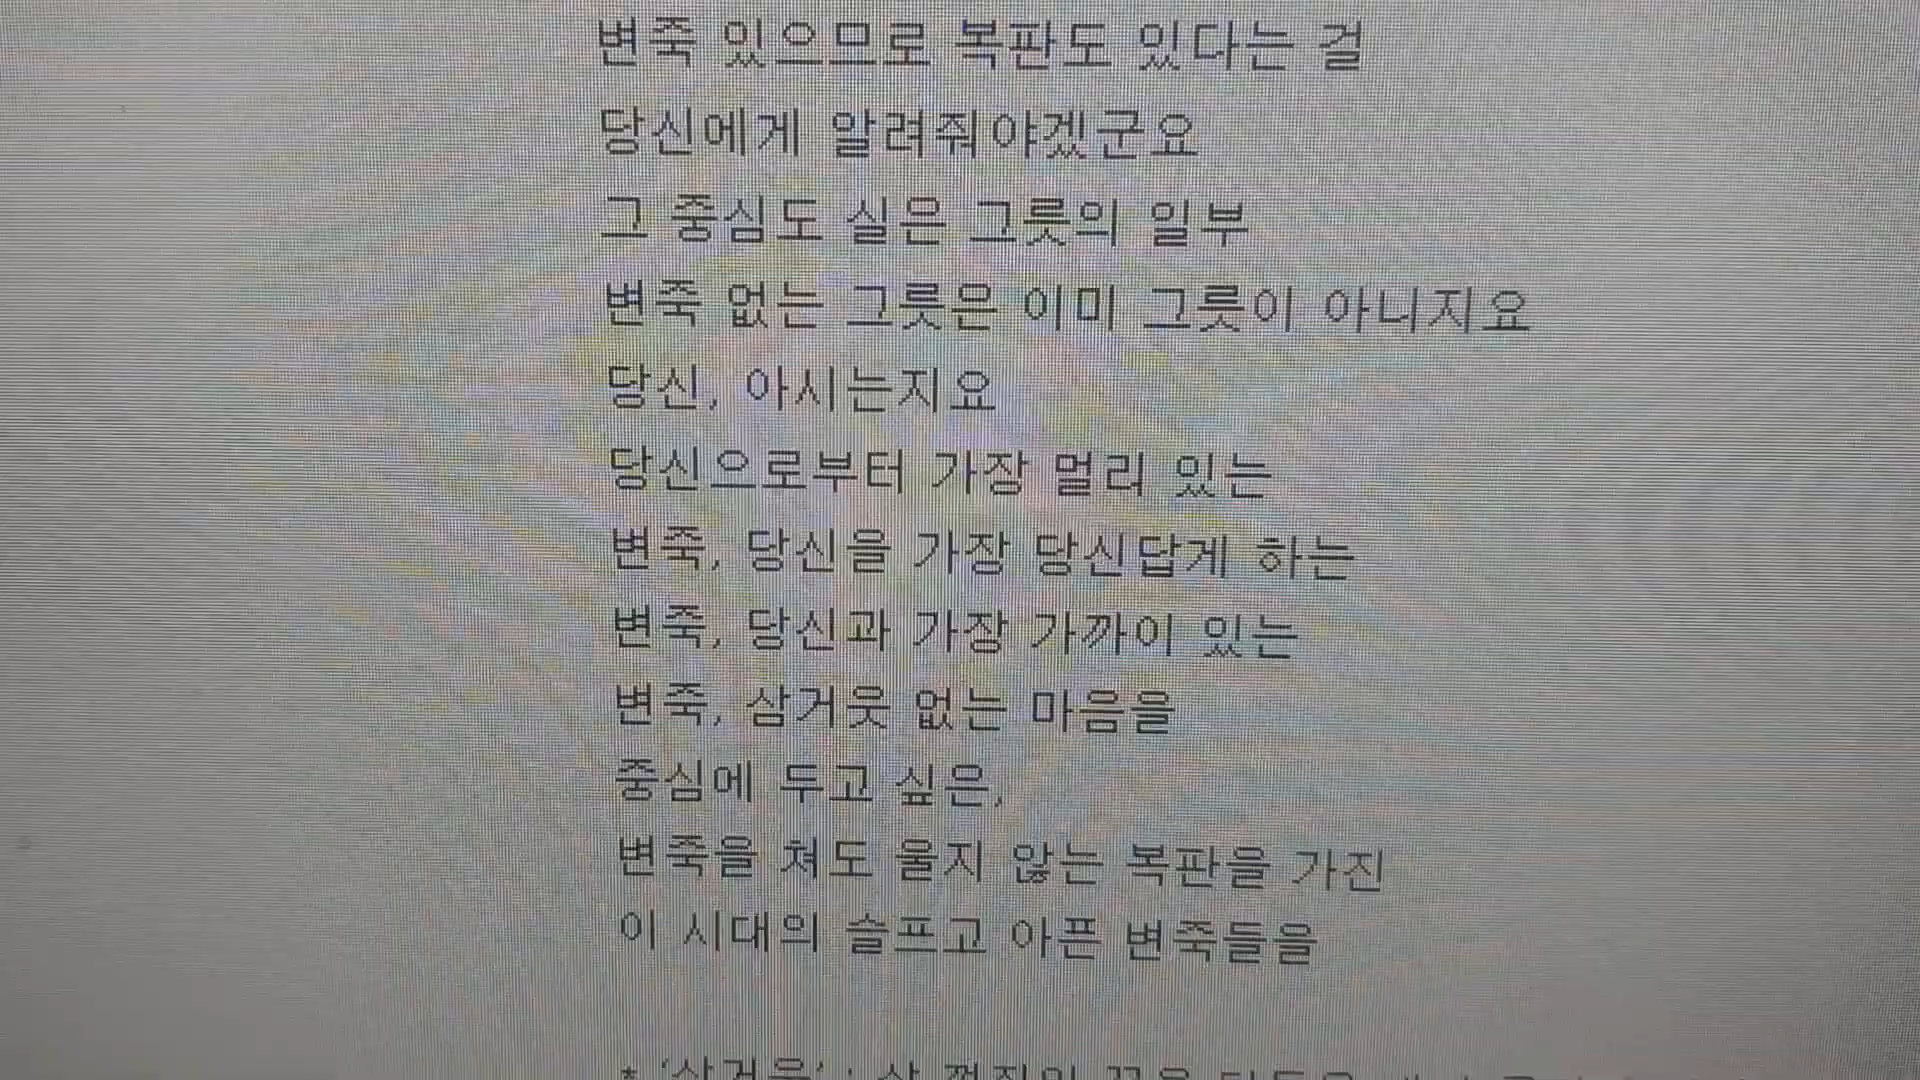 변죽 있으므로 복판도 있다는 걸
당신에게 알려줘야겠군요
그 중심도 실은 그릇의 일부
변죽 없는 그릇은 이미 그릇이 아니지요
당신, 아시는지요
당신으로부터 가장 멀리 있는
변죽, 당신을 가장 당신답게 하는
변죽, 당신과 가장 가까이 있는
변죽, 삼거웃 없는 마음을
중심에 두고 싶은,
변죽을 쳐도 울지 않는 복판을 가진
이 시대의 슬프고 아픈 변죽들을